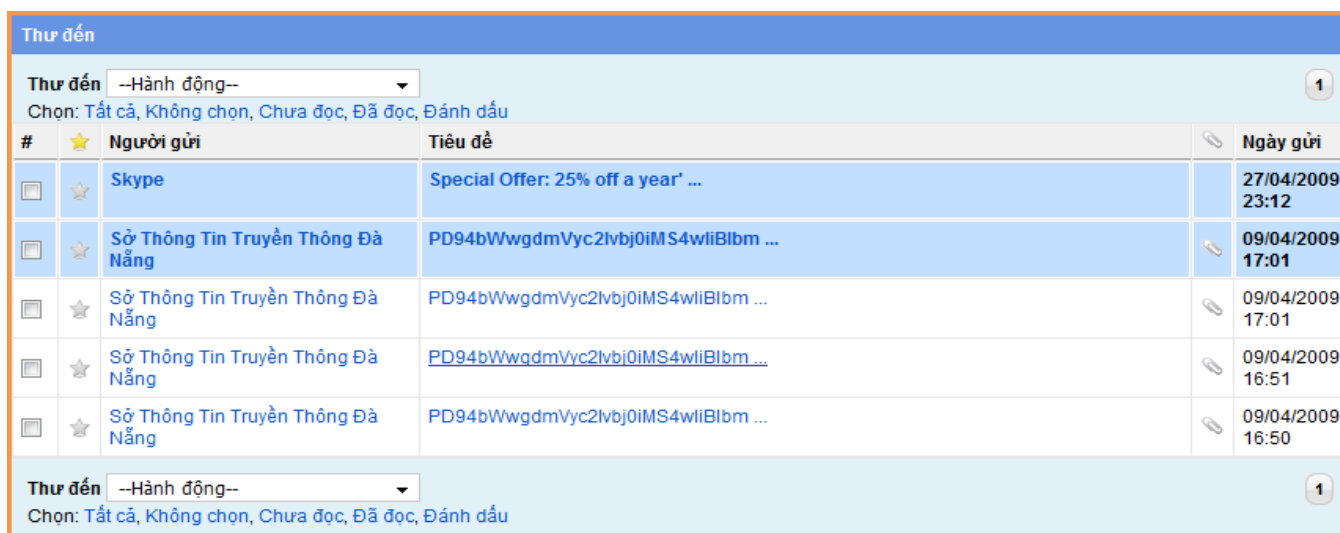 Thư đến
Thư đến --Hành động-- 1
Chọn: Tất cả, Không chọn, Chưa đọc, Đã đọc, Đánh dấu
# Người gửi Tiêu đề Ngày gửi
Skype Special Offer: 25% off a year' ... 27/04/2009
23:12
Sở Thông Tin Truyền Thông Đà PD94bWwgdmVyc2lvbj0iMS4wIiBlbm ... 09/04/2009
Nẵng 17:01
Sở Thông Tin Truyền Thông Đà PD94bWwgdmVyc2lvbj0iMS4wIiBlbm ... 09/04/2009
Nẵng 17:01
Sở Thông Tin Truyền Thông Đà PD94bWwgdmVyc2lvbj0iMS4wIiBlbm ... 09/04/2009
Nẵng 16:51
Sở Thông Tin Truyền Thông Đà PD94bWwgdmVyc2lvbj0iMS4wIiBlbm ... 09/04/2009
Nẵng 16:50
Thư đến --Hành động-- 1
Chọn: Tất cả, Không chọn, Chưa đọc, Đã đọc, Đánh dấu